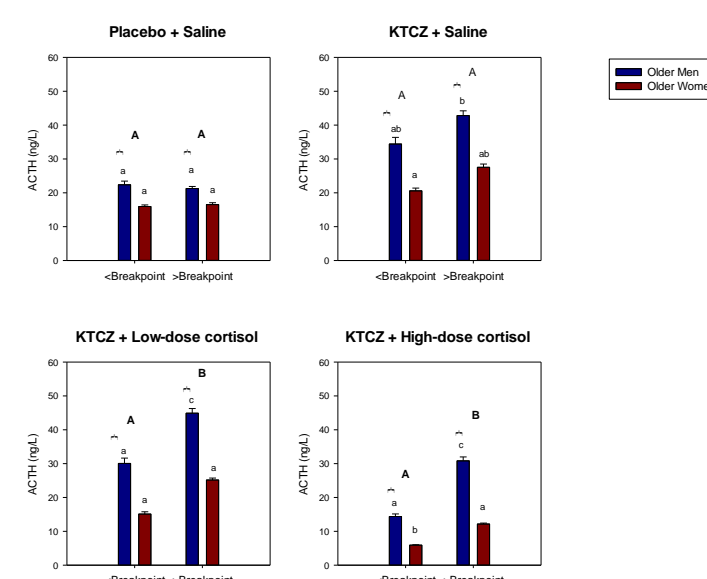 Placebo + Saline
60
50
40
30
20
10
0
ACTH (ng/L)
A
A
a
a
a
a
<Breakpoint >Breakpoint
KTCZ + Saline
60
50
40
30
20
10
0
ACTH (ng/L)
A
A
ab
a
b
ab
<Breakpoint >Breakpoint
Older Men
Older Wome
KTCZ + Low-dose cortisol
60
50
40
30
20
10
0
ACTH (ng/L)
A
B
a
a
c
a
KTCZ + High-dose cortisol
60
50
40
30
20
10
0
ACTH (ng/L)
A
B
a
b
c
a